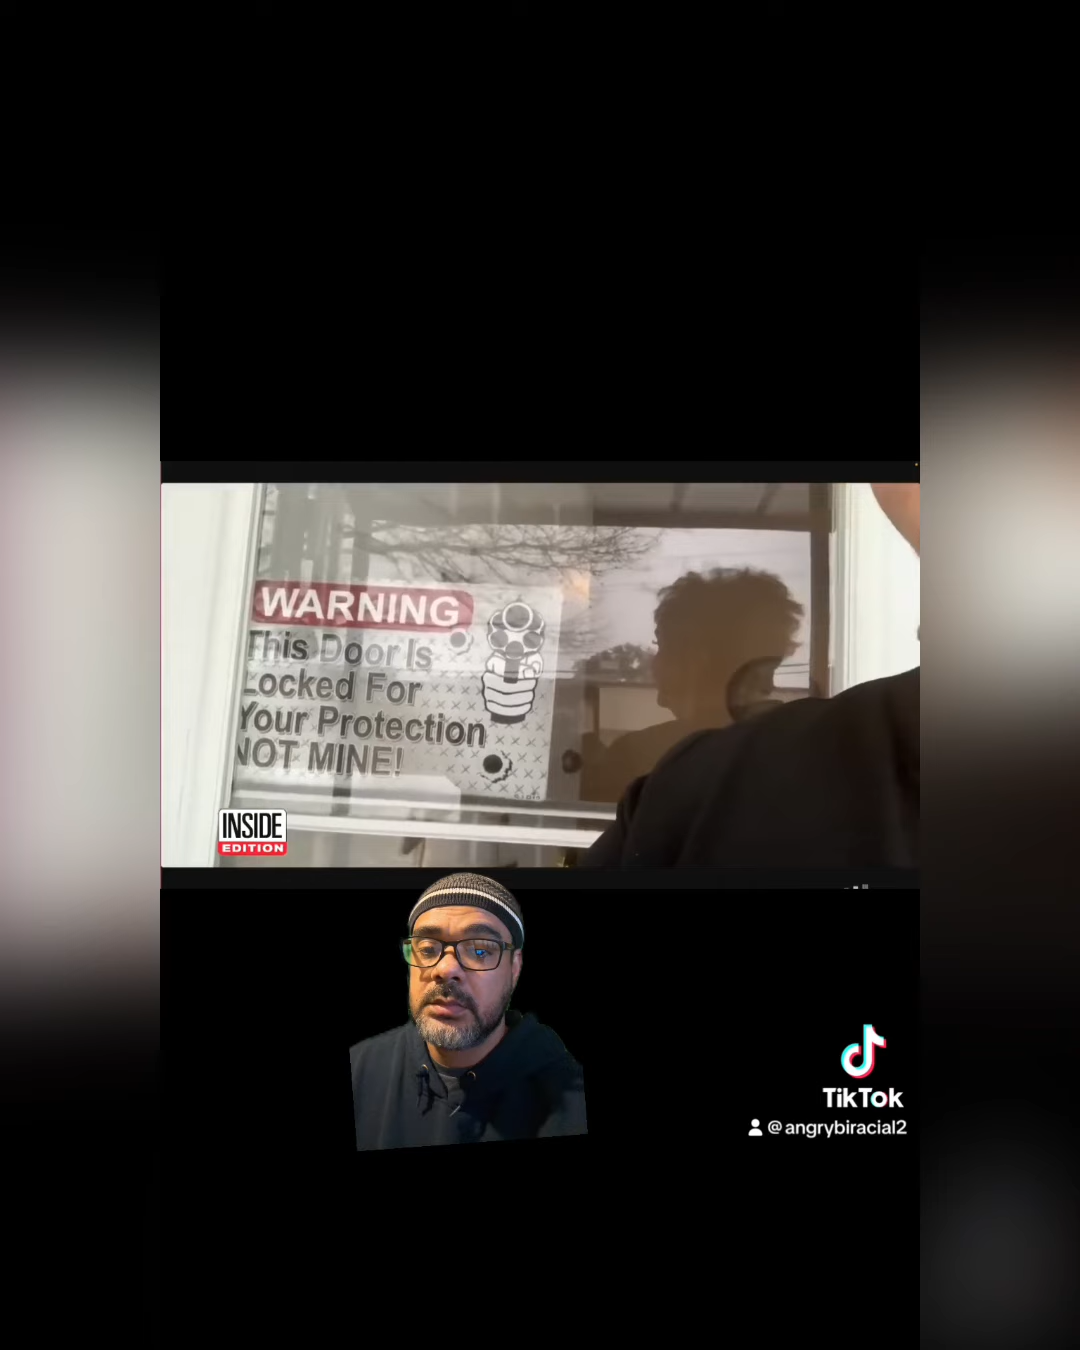 WARNING
This Door Is
Locked For
Your Protection
NOT MINE!
INSIDE
EDITION
TikTok
@angrybiracial2